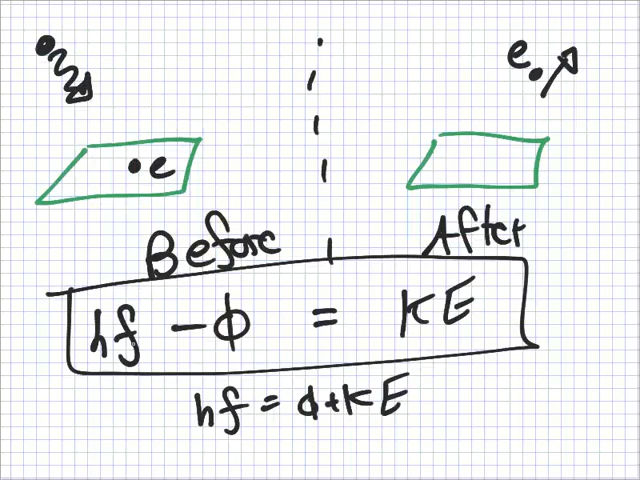 e
e
Before After
hf - ϕ = KE
hf = ϕ + KE